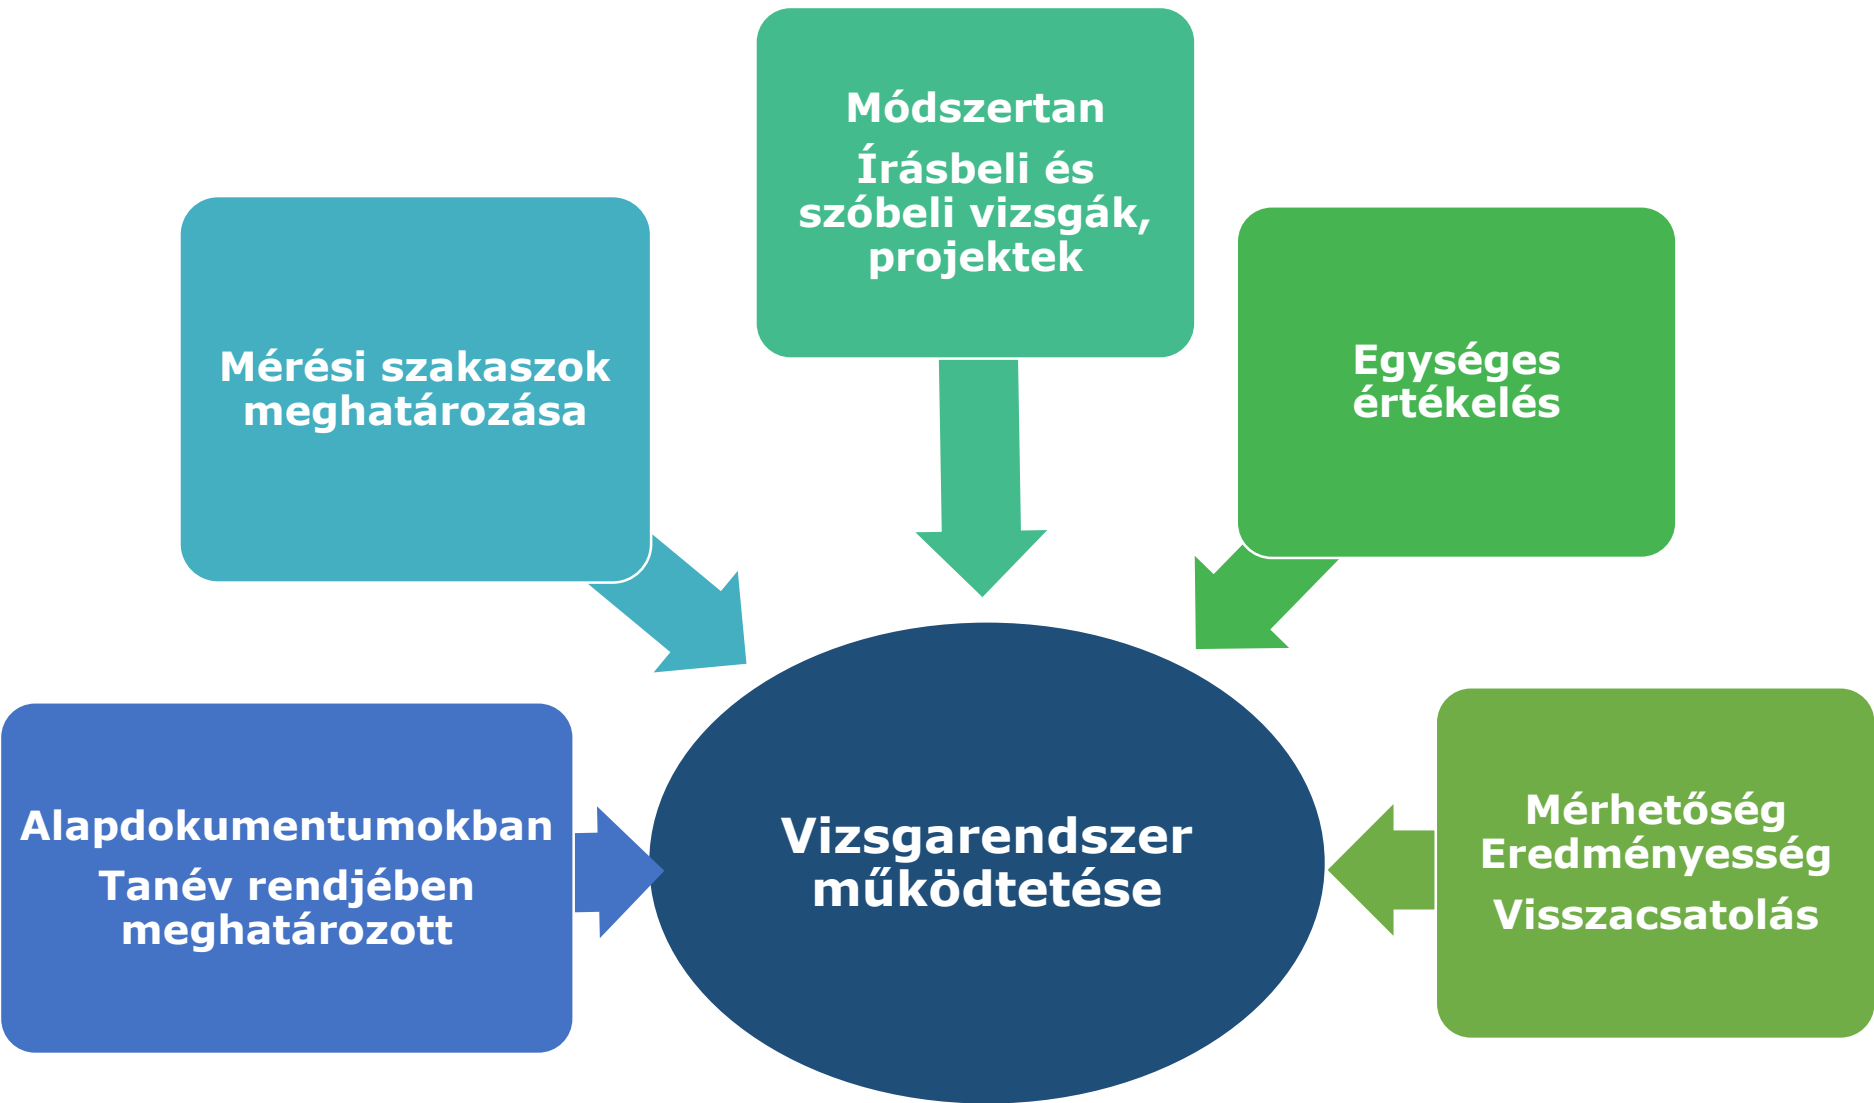 Módszertan
Írásbeli és
szóbeli vizsgák,
projektek
Mérési szakaszok
meghatározása
Egységes
értékelés
Alapdokumentumokban
Tanév rendjében
meghatározott
Vizsgarendszer
működtetése
Mérhetőség
Eredményesség
Visszacsatolás